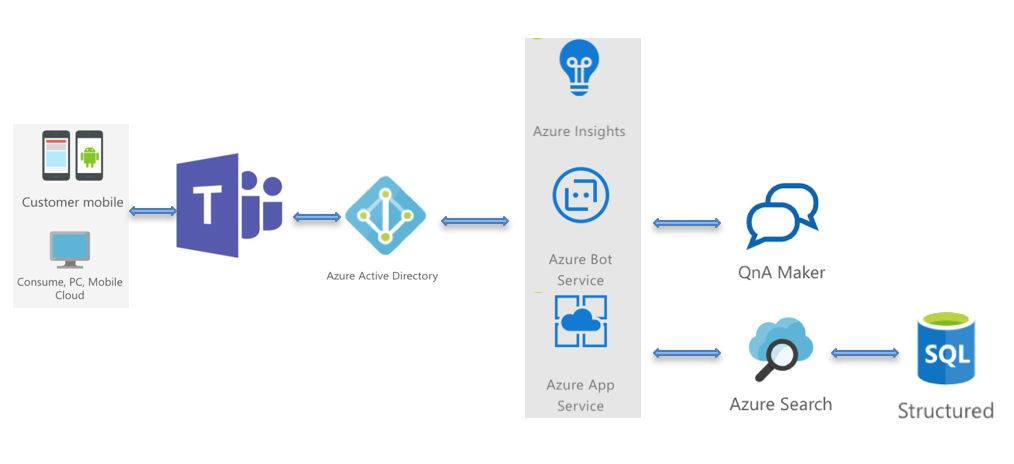 Customer mobile
Consume, PC, Mobile
Cloud
T
Azure Active Directory
Azure Insights
Azure Bot
Service
Azure App
Service
QnA Maker
Azure Search
SQL
Structured